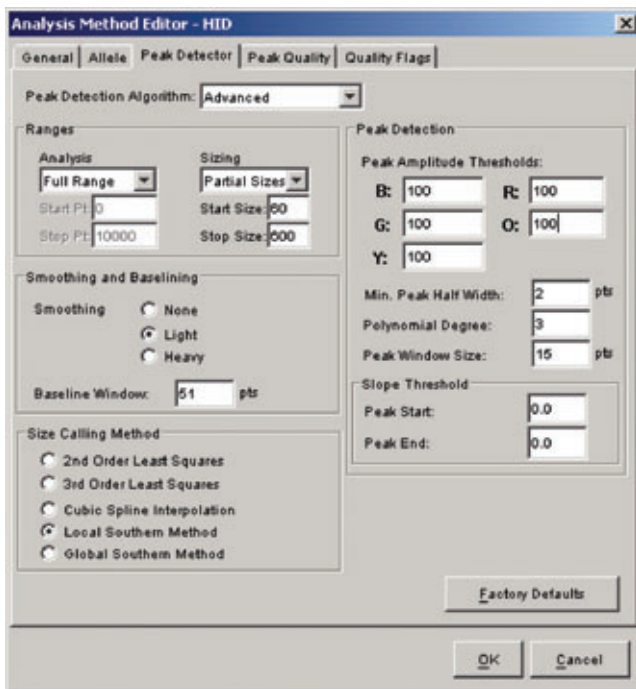 Analysis Method Editor - HID
General Allele Peak Detector Peak Quality Quality Flags
Peak Detection Algorithm: Advanced
Ranges
Analysis Sizing
Full Range Partial Sizes
Start Pt: 0 Start Size: 60
Stop Pt: 10000 Stop Size: 600
Smoothing and Baselining
Smoothing None
Light
Heavy
Baseline Window: 51 pts
Size Calling Method
2nd Order Least Squares
3rd Order Least Squares
Cubic Spline Interpolation
Local Southern Method
Global Southern Method
Peak Detection
Peak Amplitude Thresholds:
B: 100 R: 100
G: 100 O: 100
Y: 100
Min. Peak Half Width: 2 pts
Polynomial Degree: 3
Peak Window Size: 15 pts
Slope Threshold
Peak Start: 0.0
Peak End: 0.0
Factory Defaults
OK Cancel